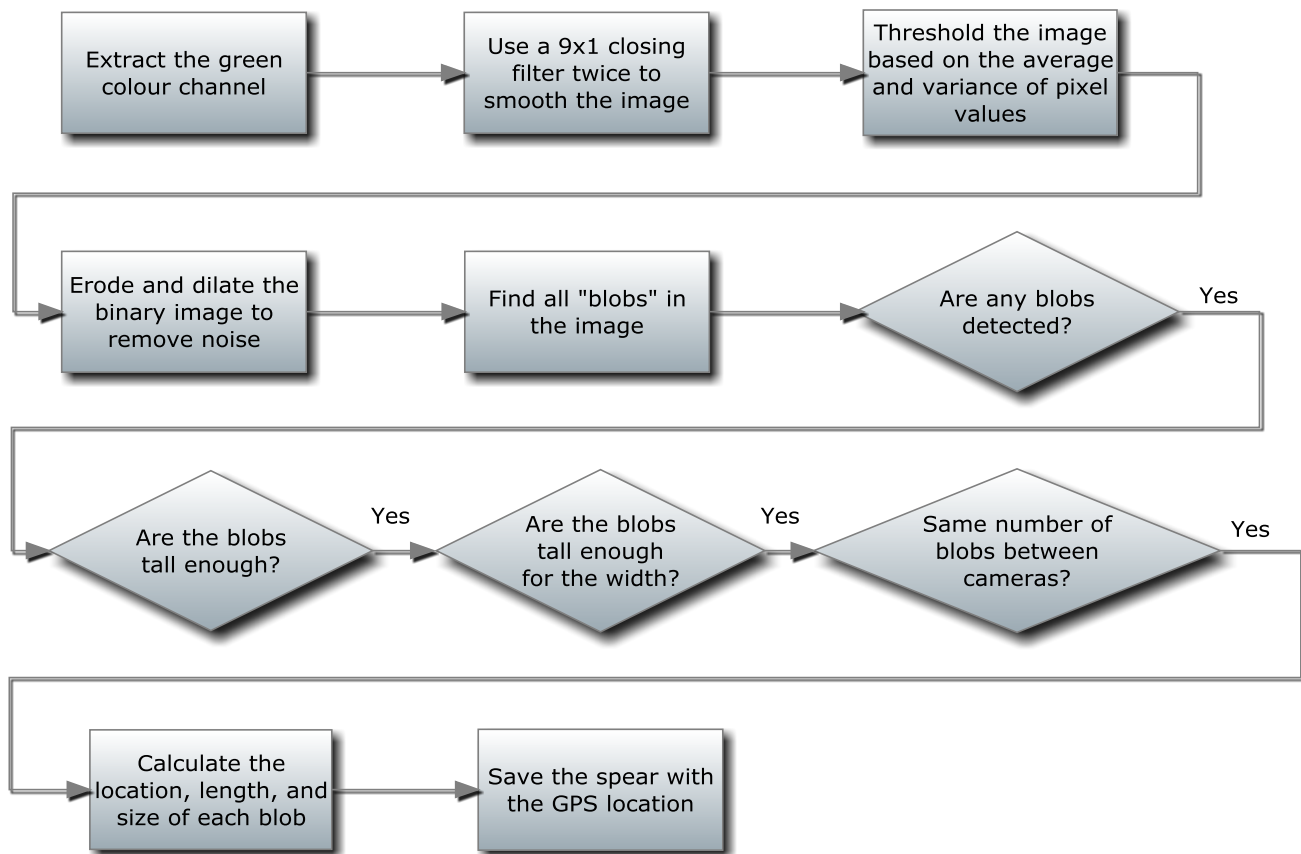 Extract the green
colour channel
Use a 9x1 closing
filter twice to
smooth the image
Threshold the image
based on the average
and variance of pixel
values
Erode and dilate the
binary image to
remove noise
Find all "blobs" in
the image
Are any blobs
detected?
Yes
Are the blobs
tall enough?
Yes
Are the blobs
tall enough
for the width?
Yes
Same number of
blobs between
cameras?
Yes
Calculate the
location, length, and
size of each blob
Save the spear with
the GPS location